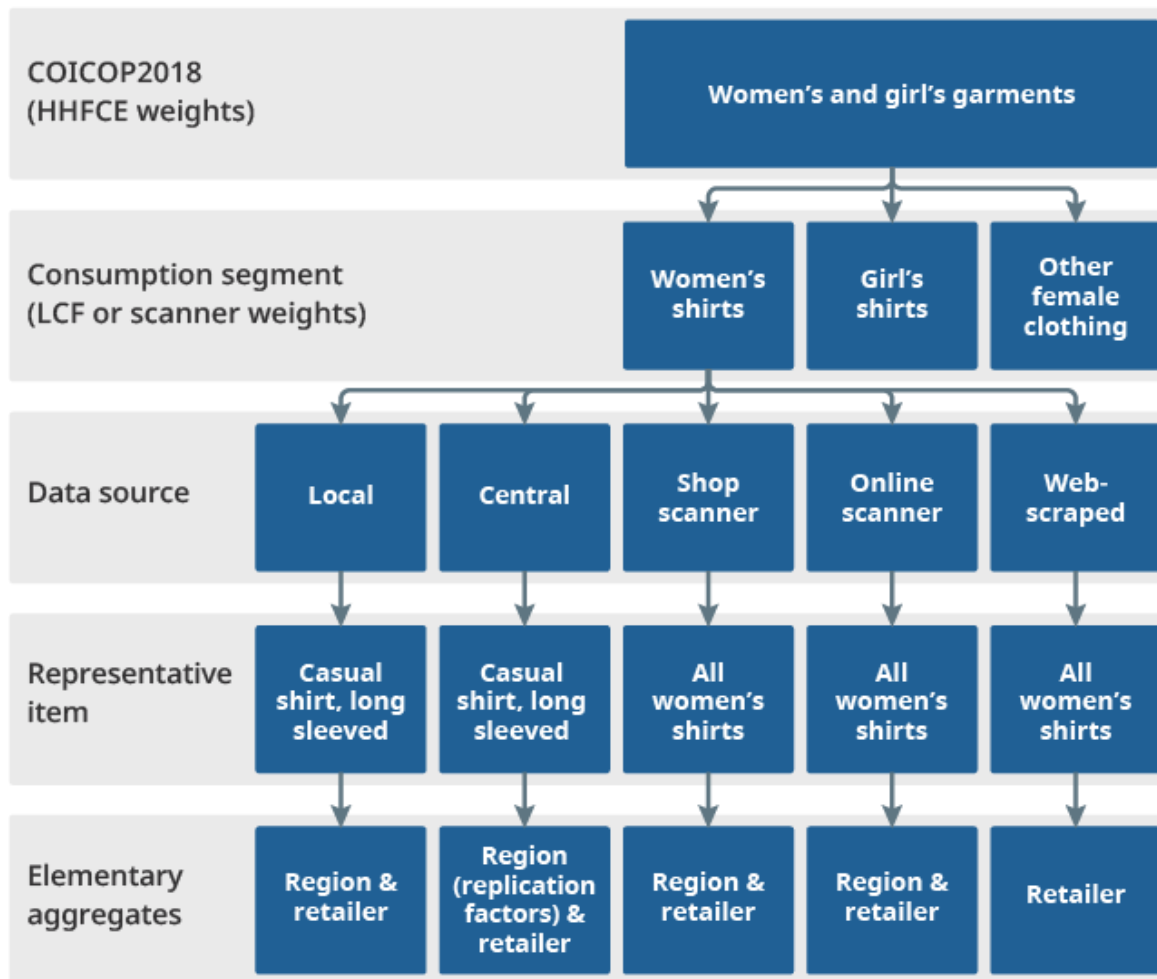 COICOP2018
(HHFCE weights)
Women's and girl's garments
Consumption segment
(LCF or scanner weights)
Women's
shirts
Girl's
shirts
Other
female
clothing
Data source
Local
Central
Shop
scanner
Online
scanner
Web-
scraped
Representative
item
Casual
shirt, long
sleeved
Casual
shirt, long
sleeved
All
women's
shirts
All
women's
shirts
All
women's
shirts
Elementary
aggregates
Region &
retailer
Region
(replication
factors) &
retailer
Region &
retailer
Region &
retailer
Retailer